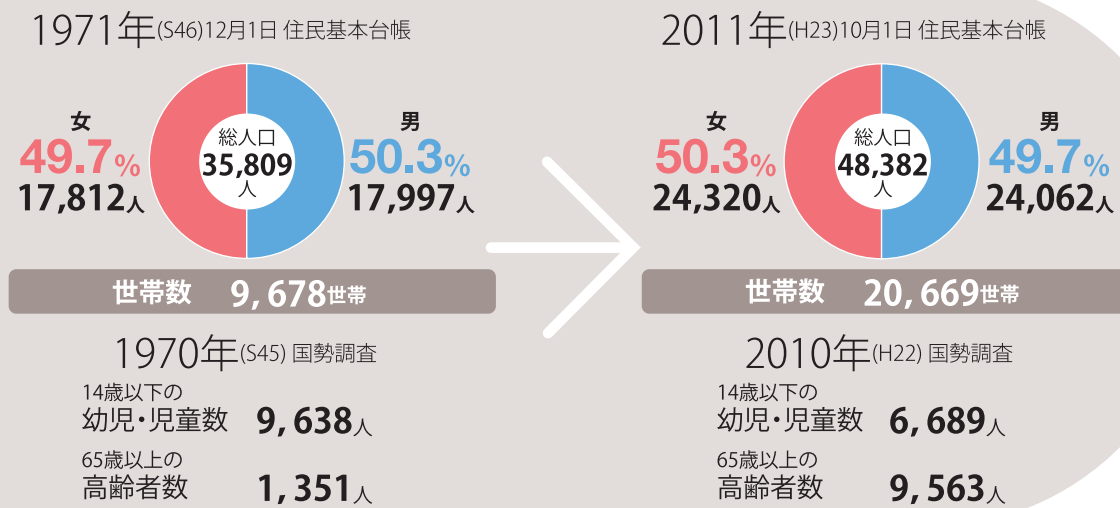 1971年(S46)12月1日 住民基本台帳
女
49.7%
17,812人
総人口
35,809
人
男
50.3%
17,997人
世帯数 9,678世帯
1970年(S45) 国勢調査
14歳以下の
幼児・児童数 9,638人
65歳以上の
高齢者数 1,351人
2011年(H23)10月1日 住民基本台帳
女
50.3%
24,320人
総人口
48,382
人
男
49.7%
24,062人
世帯数 20,669世帯
2010年(H22) 国勢調査
14歳以下の
幼児・児童数 6,689人
65歳以上の
高齢者数 9,563人